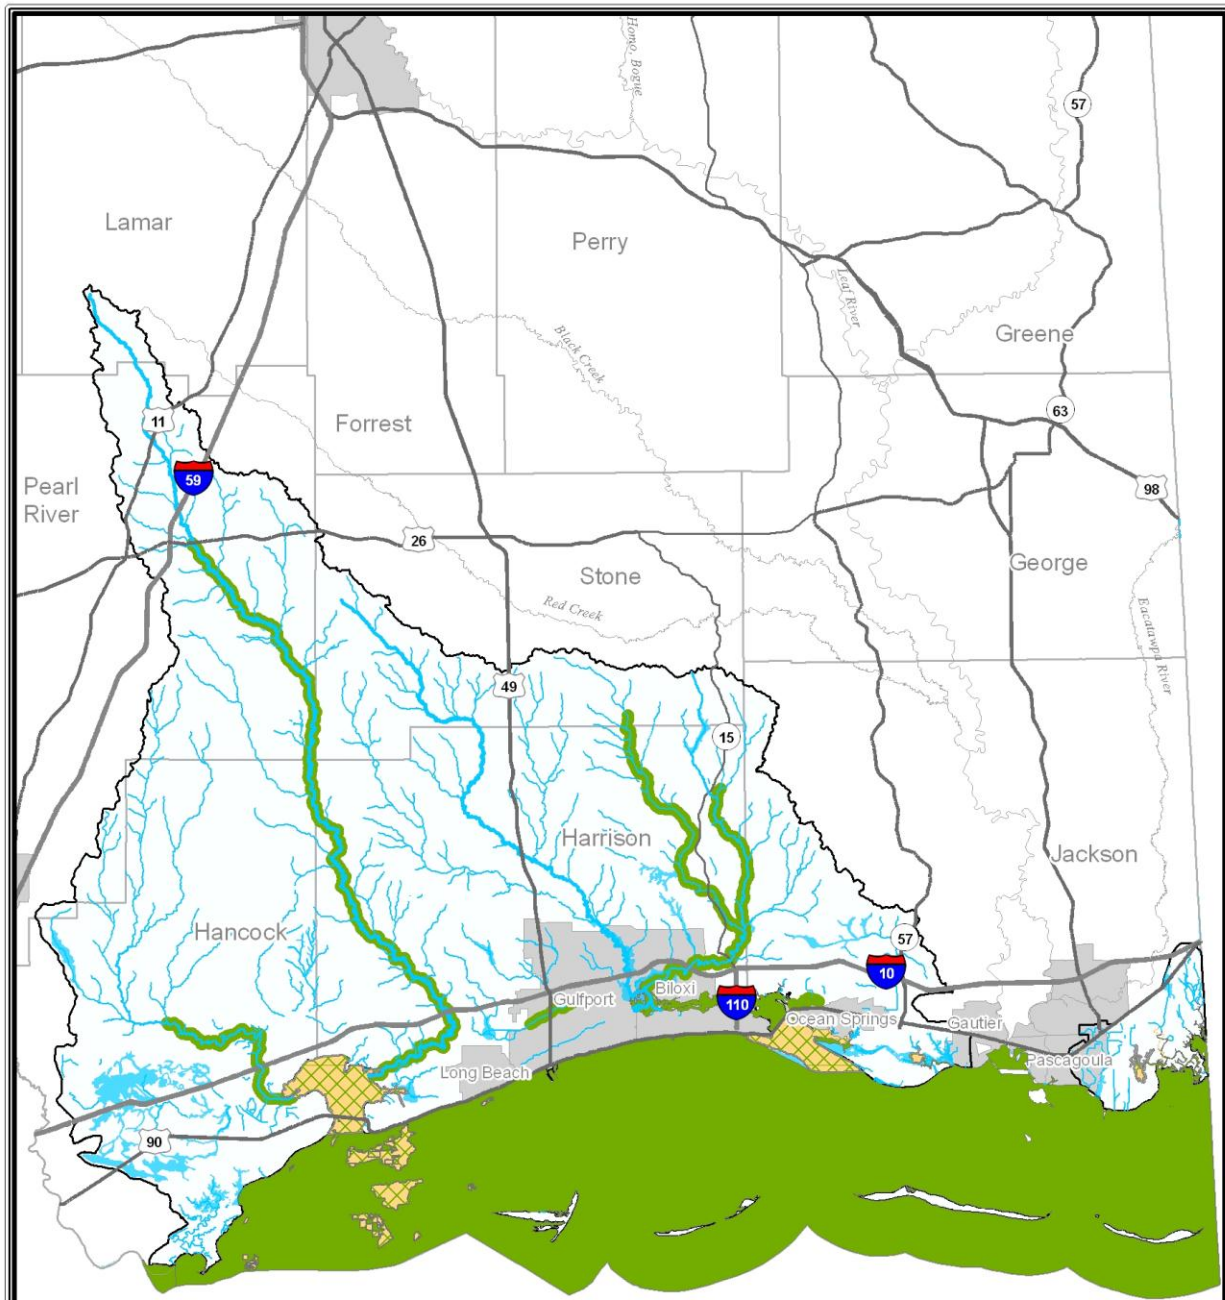 Homo, Bogue
57
Lamar
Perry
Leaf River
Greene
Black Creek
11
Forrest
63
59
Pearl
River
98
26
Stone
George
Red Creek
Escatawpa River
49
15
Harrison
Jackson
Hancock
57
10
Biloxi
Gulfport
110
Ocean Springs
Gautier
Long Beach
Pascagoula
90